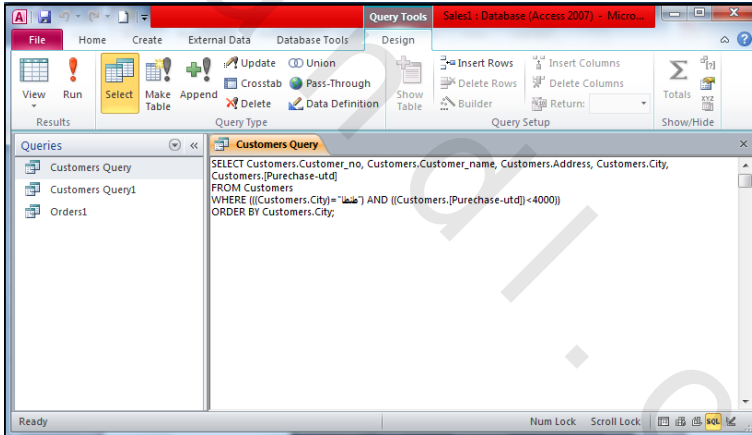 Query Tools
Sales1 : Database (Access 2007) - Micro...
File Home Create External Data Database Tools Design
View Run Select Make Table Append
Update Union
Crosstab Pass-Through
Delete Data Definition
Show Table
Insert Rows Insert Columns
Delete Rows Delete Columns
Builder Return:
Totals
Results Query Type Query Setup Show/Hide
Queries
Customers Query
Customers Query1
Orders1
Customers Query
SELECT Customers.Customer_no, Customers.Customer_name, Customers.Address, Customers.City,
Customers.[Purechase-utd]
FROM Customers
WHERE (((Customers.City)="طنطا") AND ((Customers.[Purechase-utd])<4000))
ORDER BY Customers.City;
Ready Num Lock Scroll Lock SQL